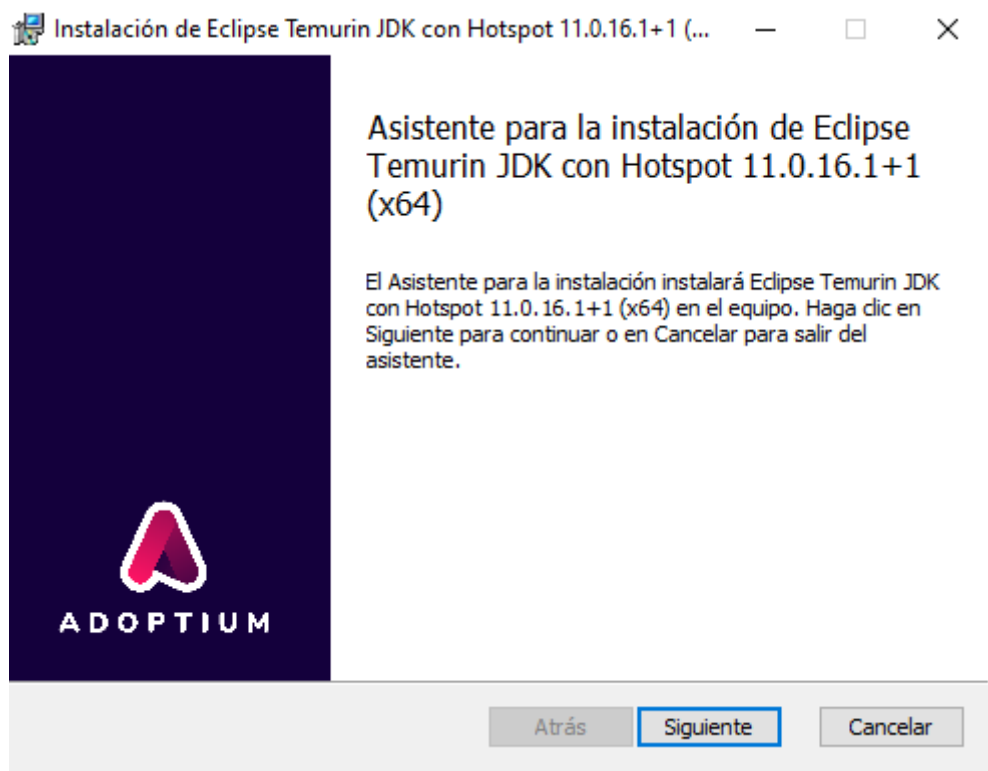 Instalación de Eclipse Temurin JDK con Hotspot 11.0.16.1+1 (...
Asistente para la instalación de Eclipse
Temurin JDK con Hotspot 11.0.16.1+1
(x64)
El Asistente para la instalación instalará Eclipse Temurin JDK
con Hotspot 11.0.16.1+1 (x64) en el equipo. Haga clic en
Siguiente para continuar o en Cancelar para salir del
asistente.
ADOPTIUM
Atrás
Siguiente
Cancelar